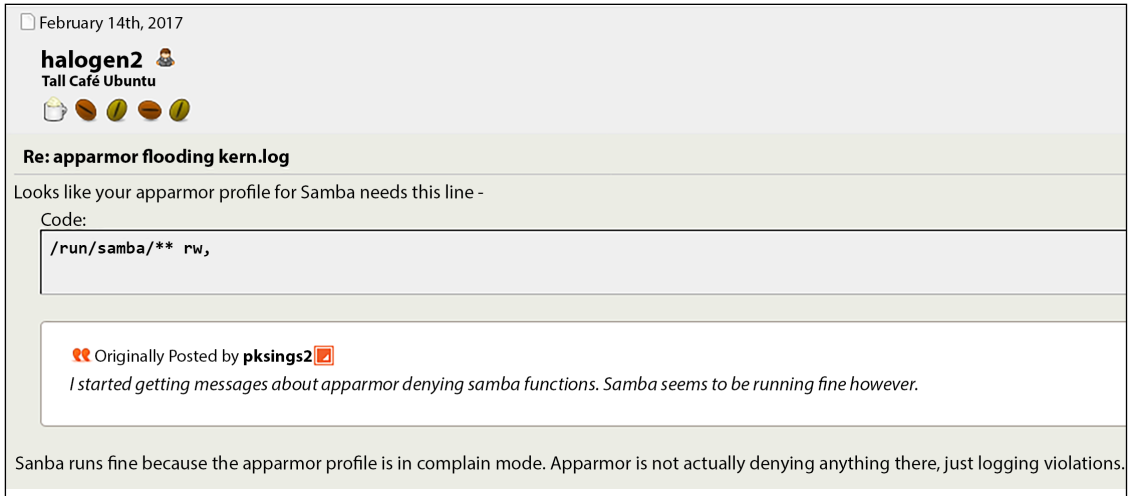 February 14th, 2017
halogen2
Tall Café Ubuntu
Re: apparmor flooding kern.log
Looks like your apparmor profile for Samba needs this line -
Code:
/run/samba/** rw,
Originally Posted by pksings2
I started getting messages about apparmor denying samba functions. Samba seems to be running fine however.
Sanba runs fine because the apparmor profile is in complain mode. Apparmor is not actually denying anything there, just logging violations.